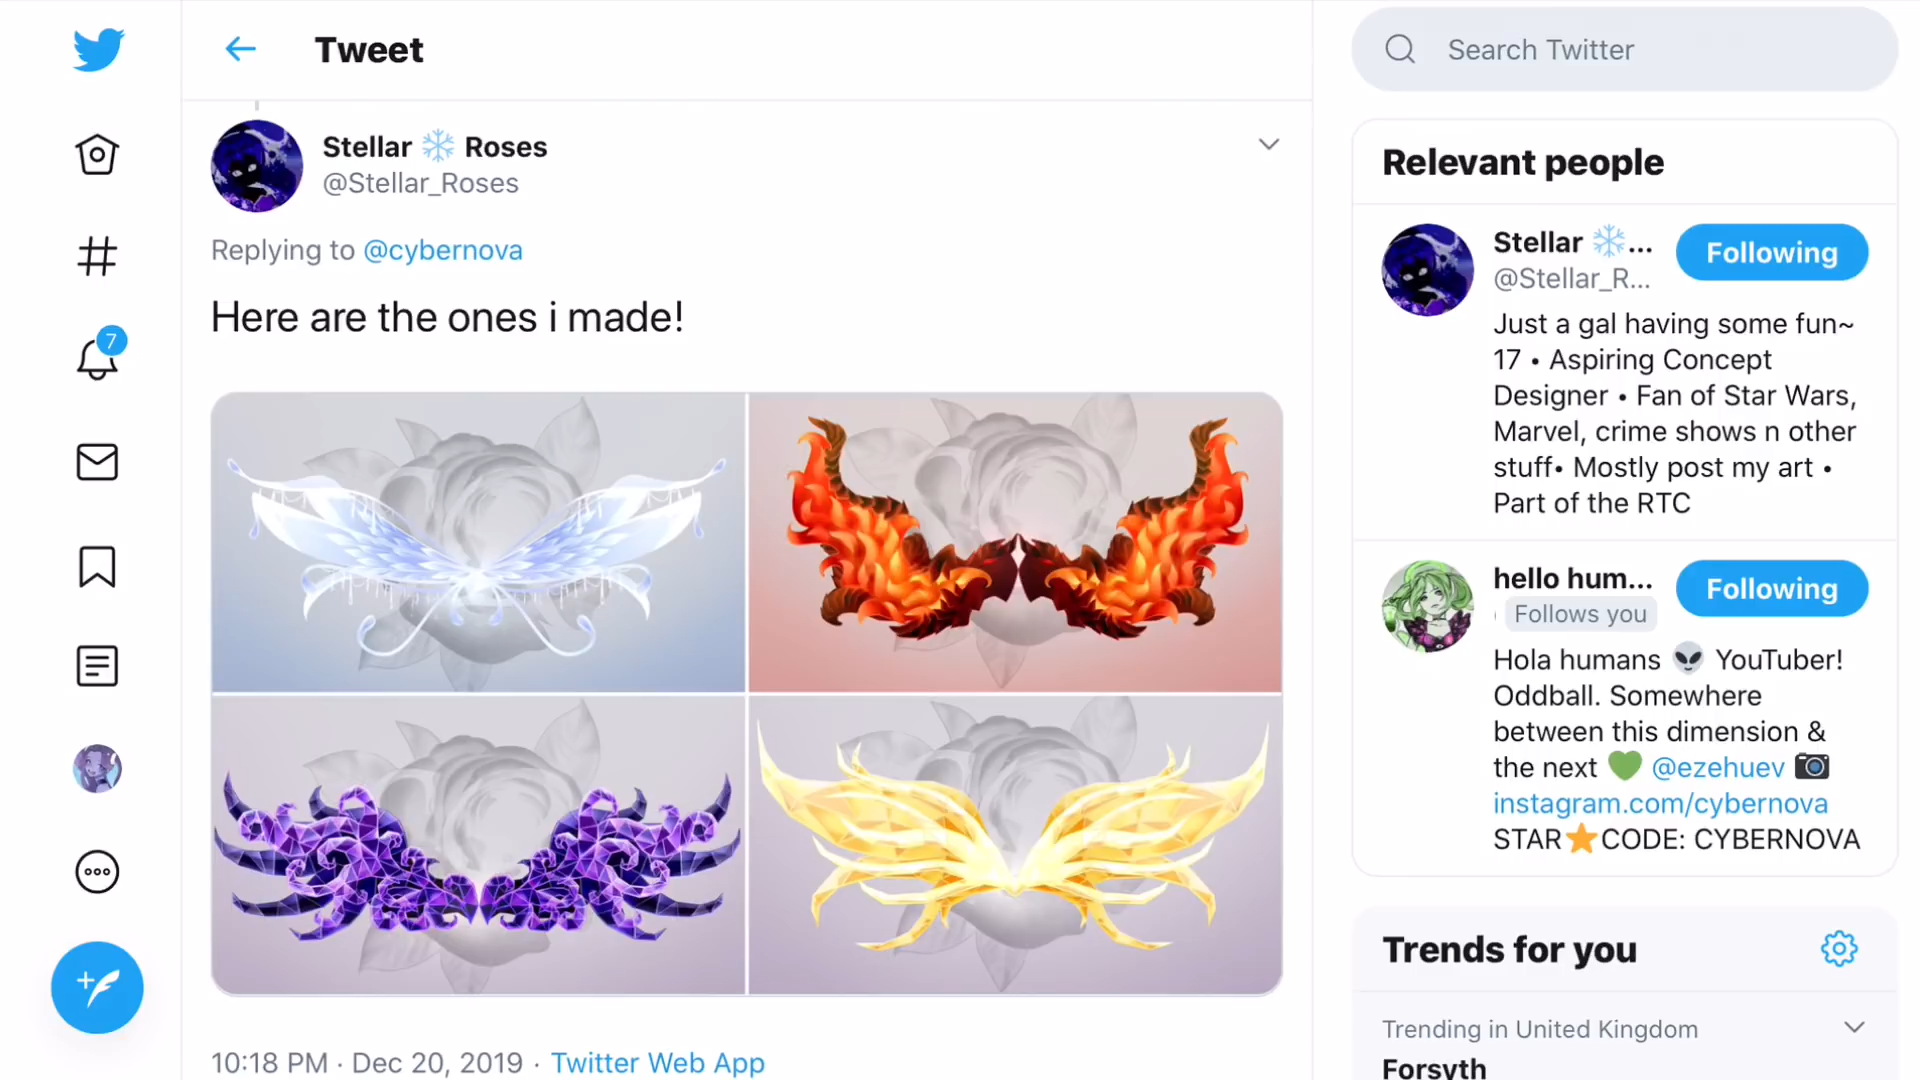 Tweet
Search Twitter
Stellar ❄️ Roses
@Stellar_Roses
Replying to @cybernova
Here are the ones i made!
10:18 PM · Dec 20, 2019 · Twitter Web App
7
Relevant people
Stellar ❄️...
@Stellar_R...
Following
Just a gal having some fun~
17 • Aspiring Concept
Designer • Fan of Star Wars,
Marvel, crime shows n other
stuff• Mostly post my art •
Part of the RTC
hello hum...
Follows you
Following
Hola humans 👽 YouTuber!
Oddball. Somewhere
between this dimension &
the next 💚 @ezehuev 📷
instagram.com/cybernova
STAR⭐CODE: CYBERNOVA
Trends for you
Trending in United Kingdom
Forsyth